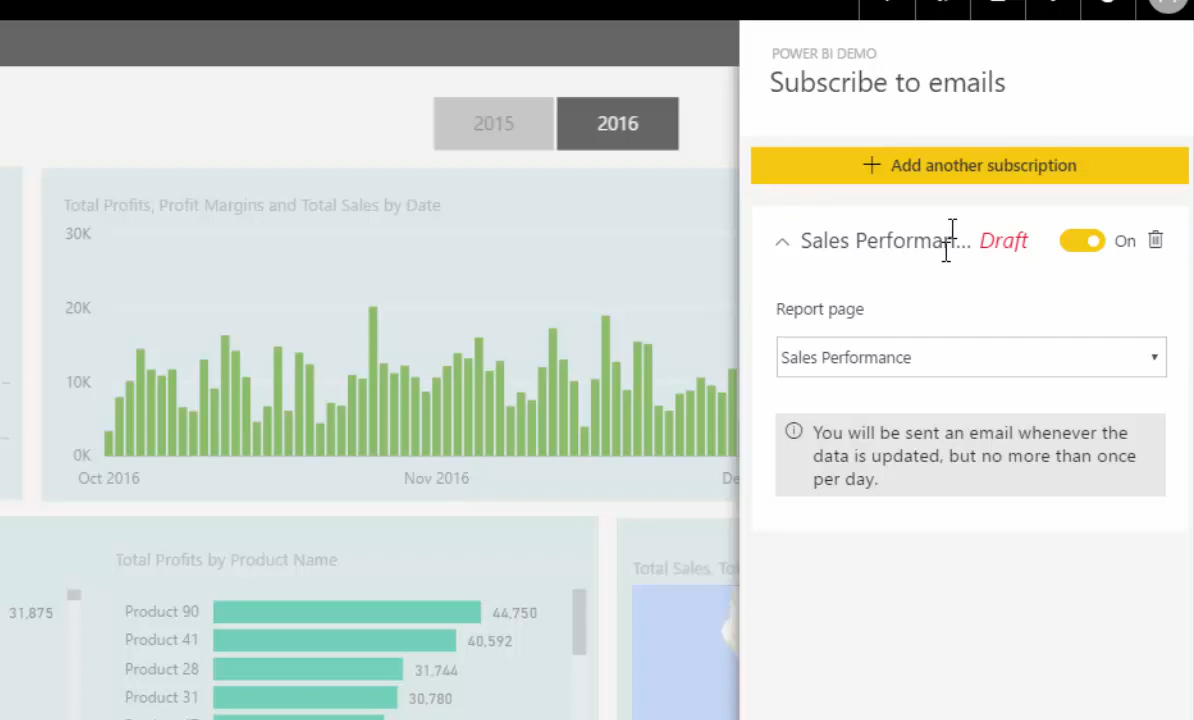 POWER BI DEMO
Subscribe to emails
2015
2016
Add another subscription
Total Profits, Profit Margins and Total Sales by Date
30K
20K
10K
0K
Oct 2016
Nov 2016
De
Sales Performan... Draft
On
Report page
Sales Performance
You will be sent an email whenever the
data is updated, but no more than once
per day.
31,875
Total Profits by Product Name
Product 90
44,750
Product 41
40,592
Product 28
31,744
Product 31
30,780
Total Sales, To